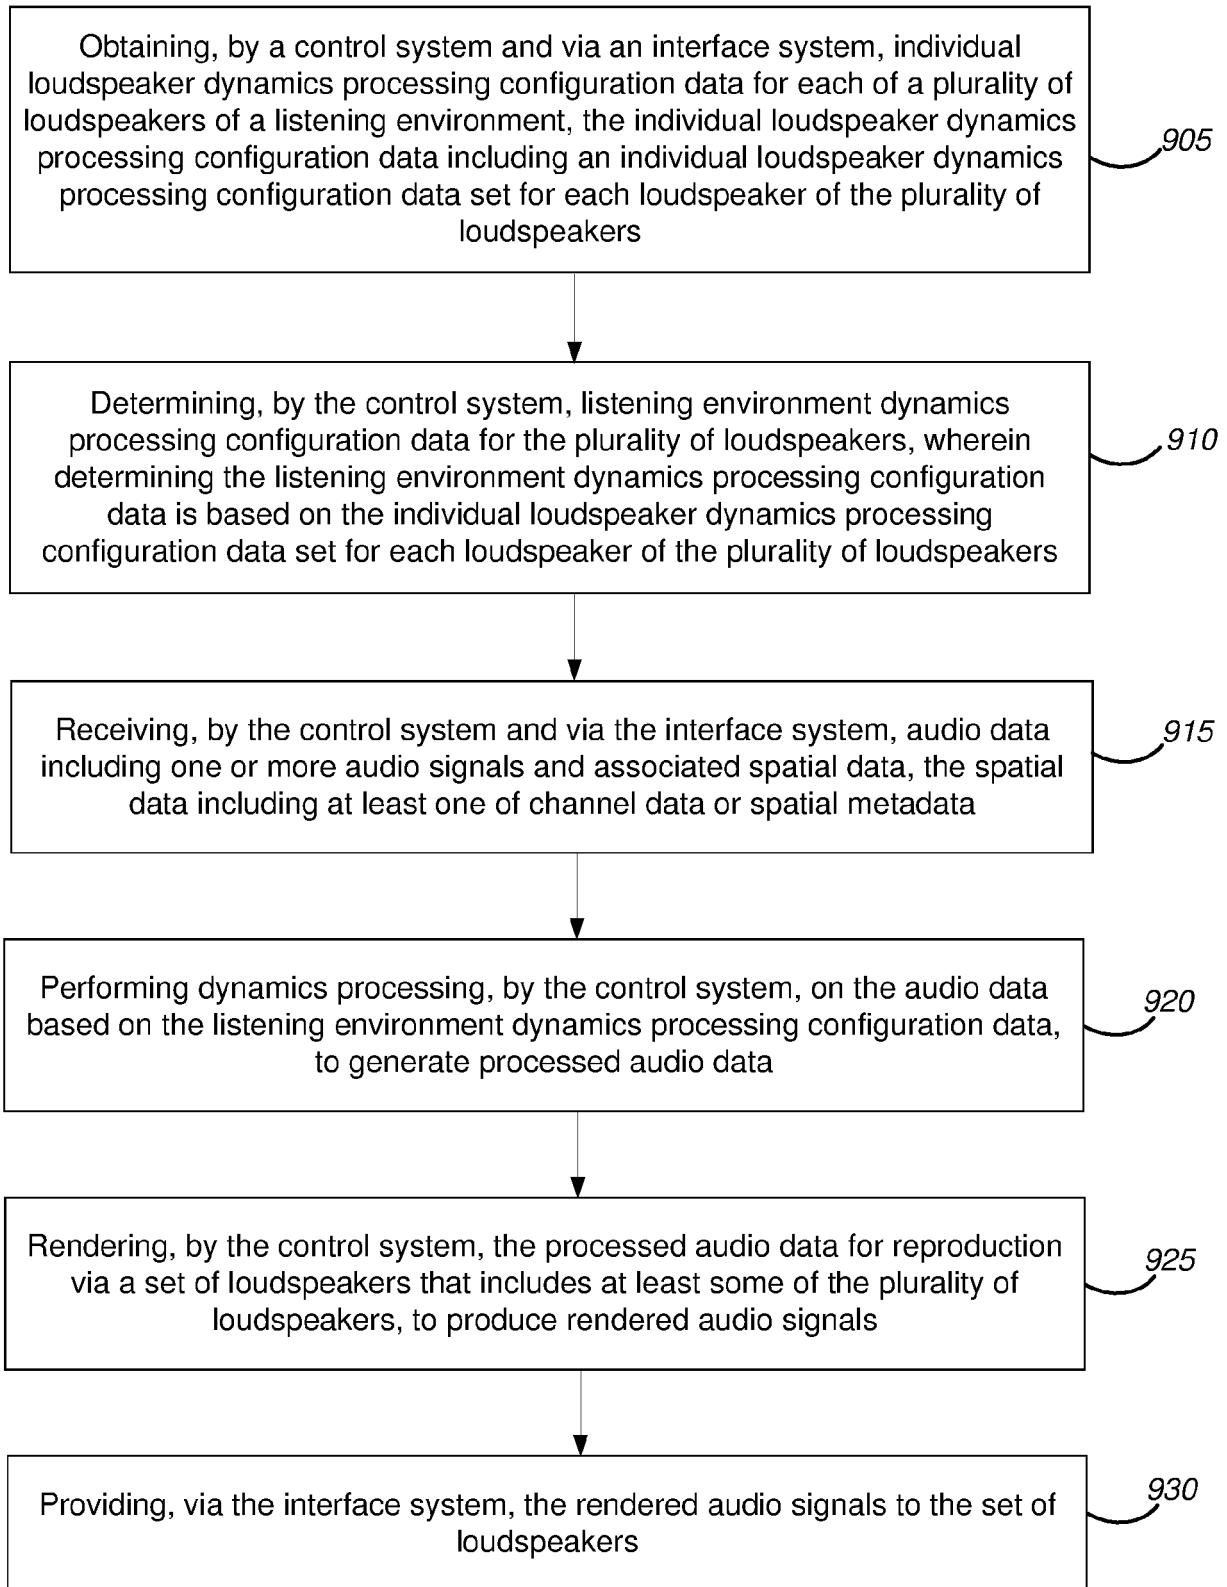 Obtaining, by a control system and via an interface system, individual
loudspeaker dynamics processing configuration data for each of a plurality of
loudspeakers of a listening environment, the individual loudspeaker dynamics
processing configuration data including an individual loudspeaker dynamics
processing configuration data set for each loudspeaker of the plurality of
loudspeakers
905
Determining, by the control system, listening environment dynamics
processing configuration data for the plurality of loudspeakers, wherein
determining the listening environment dynamics processing configuration
data is based on the individual loudspeaker dynamics processing
configuration data set for each loudspeaker of the plurality of loudspeakers
910
Receiving, by the control system and via the interface system, audio data
including one or more audio signals and associated spatial data, the spatial
data including at least one of channel data or spatial metadata
915
Performing dynamics processing, by the control system, on the audio data
based on the listening environment dynamics processing configuration data,
to generate processed audio data
920
Rendering, by the control system, the processed audio data for reproduction
via a set of loudspeakers that includes at least some of the plurality of
loudspeakers, to produce rendered audio signals
925
Providing, via the interface system, the rendered audio signals to the set of
loudspeakers
930